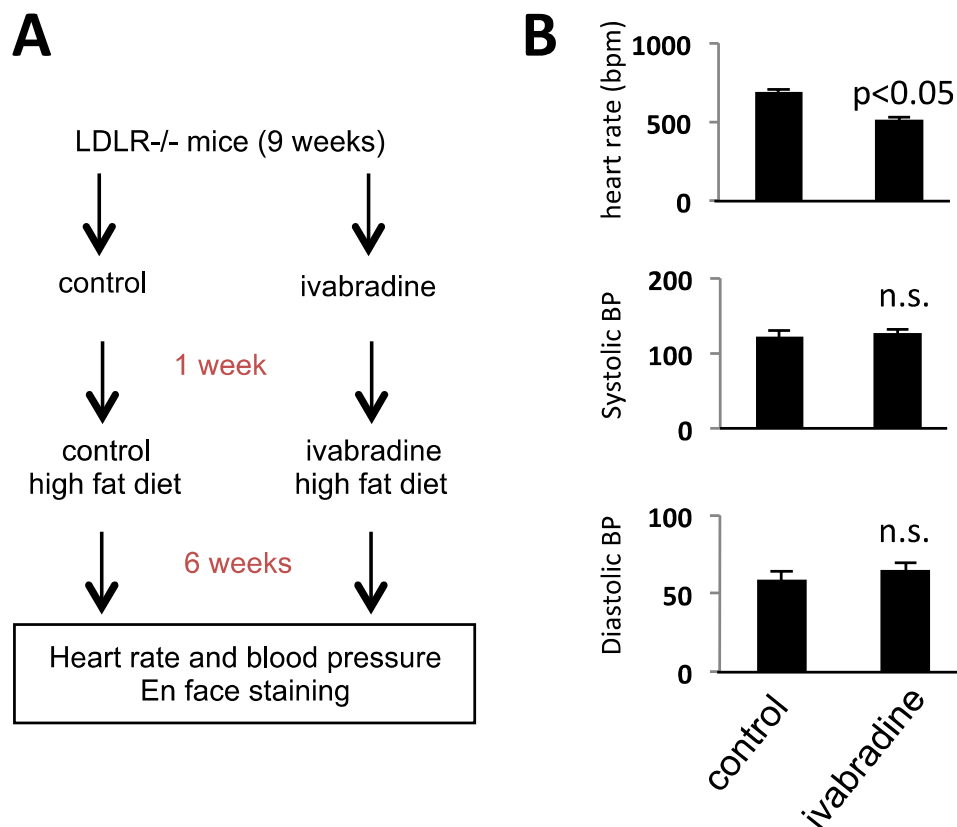 A
LDLR-/- mice (9 weeks)
control
ivabradine
1 week
control
high fat diet
ivabradine
high fat diet
6 weeks
Heart rate and blood pressure
En face staining
B
heart rate (bpm)
1000
500
0
p<0.05
Systolic BP
200
100
0
n.s.
Diastolic BP
100
50
0
n.s.
control
ivabradine